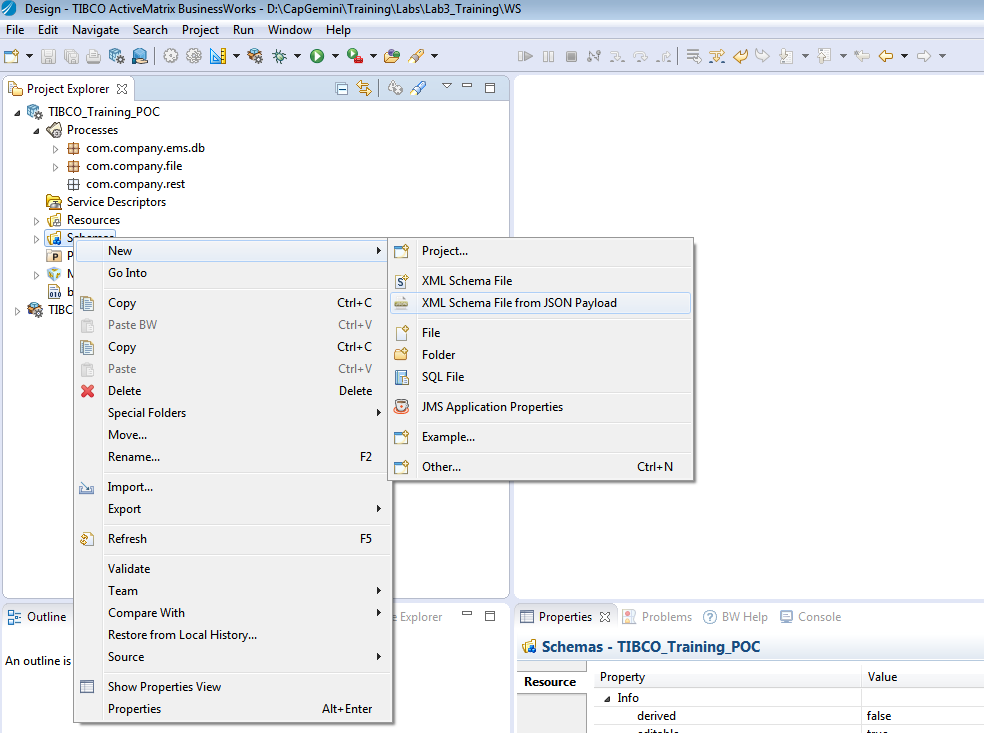 Design - TIBCO ActiveMatrix BusinessWorks - D:\CapGemini\Training\Labs\Lab3_Training\WS
File Edit Navigate Search Project Run Window Help
Project Explorer
TIBCO_Training_POC
Processes
com.company.ems.db
com.company.file
com.company.rest
Service Descriptors
Resources
Schemas
P
M
b
TIBC
New
Go Into
Copy Ctrl+C
Paste BW Ctrl+V
Copy Ctrl+C
Paste Ctrl+V
Delete Delete
Special Folders
Move...
Rename... F2
Import...
Export
Refresh F5
Validate
Team
Compare With
Restore from Local History...
Source
Show Properties View
Properties Alt+Enter
Project...
XML Schema File
XML Schema File from JSON Payload
File
Folder
SQL File
JMS Application Properties
Example...
Other... Ctrl+N
Outline
e Explorer
An outline is
Properties Problems BW Help Console
Schemas - TIBCO_Training_POC
Resource
Property Value
Info
derived false
editable true